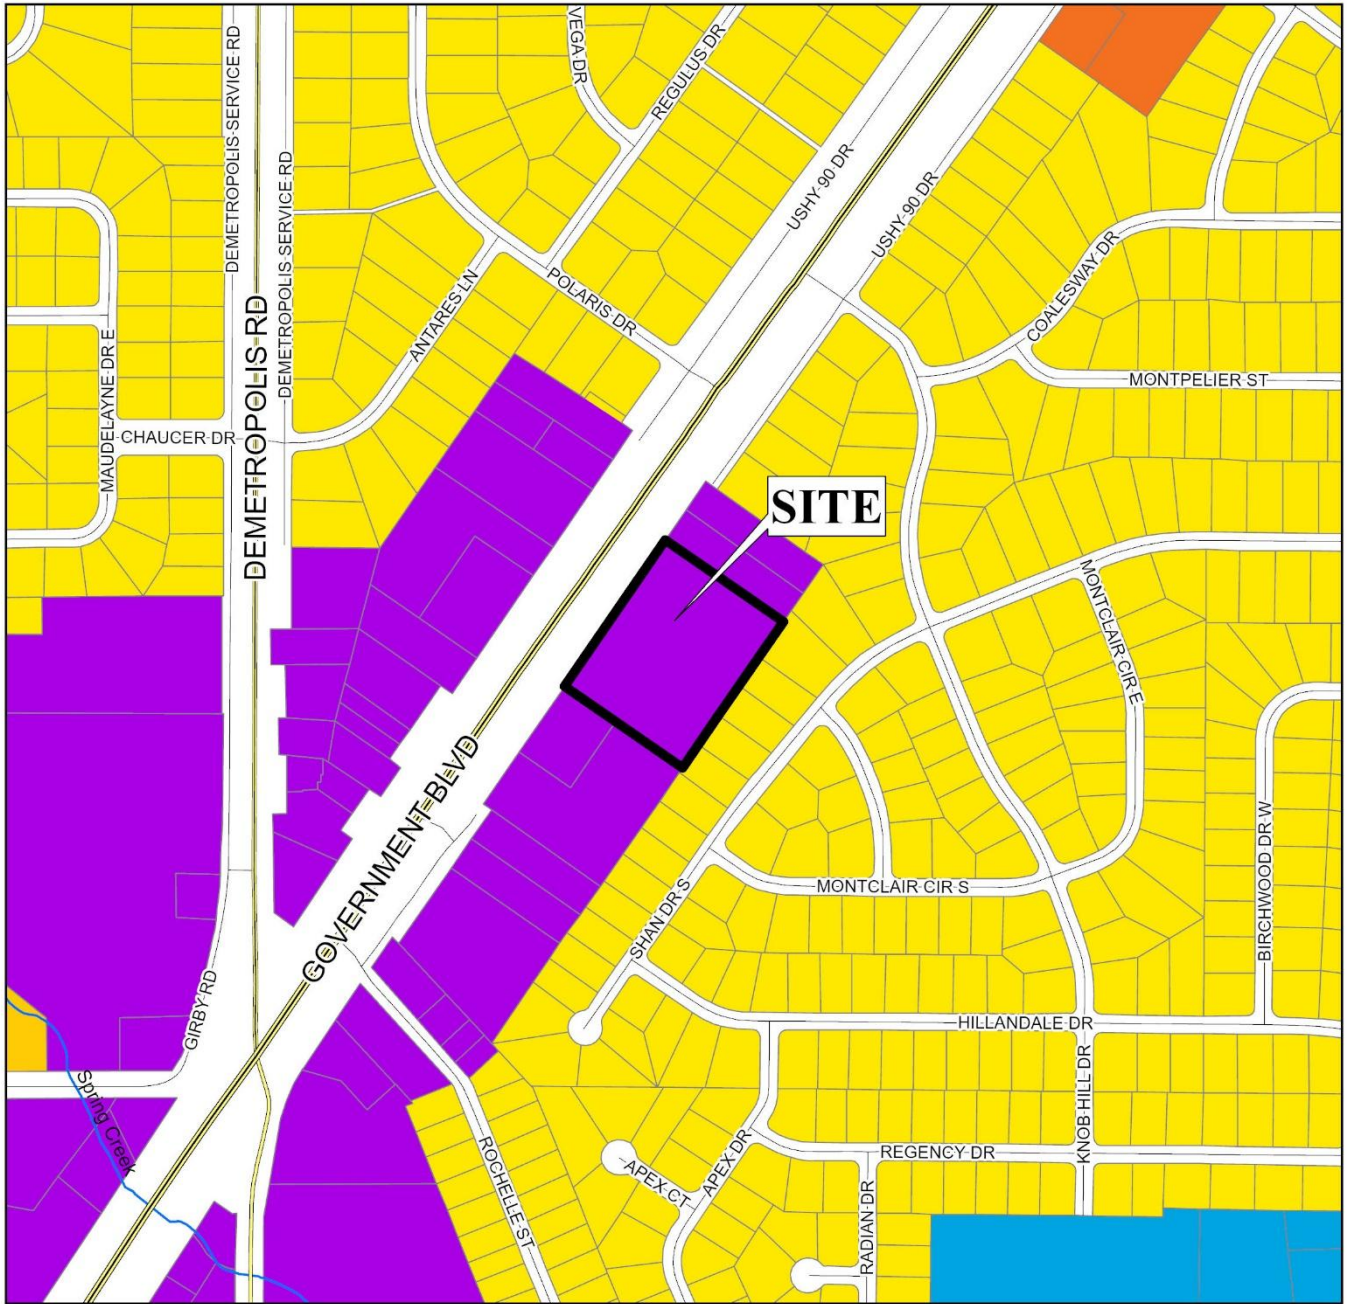 DEMETROPOLIS SERVICE RD
VEGA DR
REGULUS DR
DEMETROPOLIS SERVICE RD
USHY 90 DR
USHY 90 DR
COALESWAY DR
ANTARES LN
POLARIS DR
DEMETROPOLIS RD
MAUDELAYNE DR E
CHAUCER DR
MONTPELIER ST
SITE
MONTCLAIR CIR E
GOVERNMENT BLVD
MONTCLAIR CIR S
BIRCHWOOD DR W
SHAN DR S
GIRBY RD
HILLANDALE DR
Spring Creek
KNOB HILL DR
ROCHELLE ST
APEX DR
APEX CT
REGENCY DR
RADIAN DR